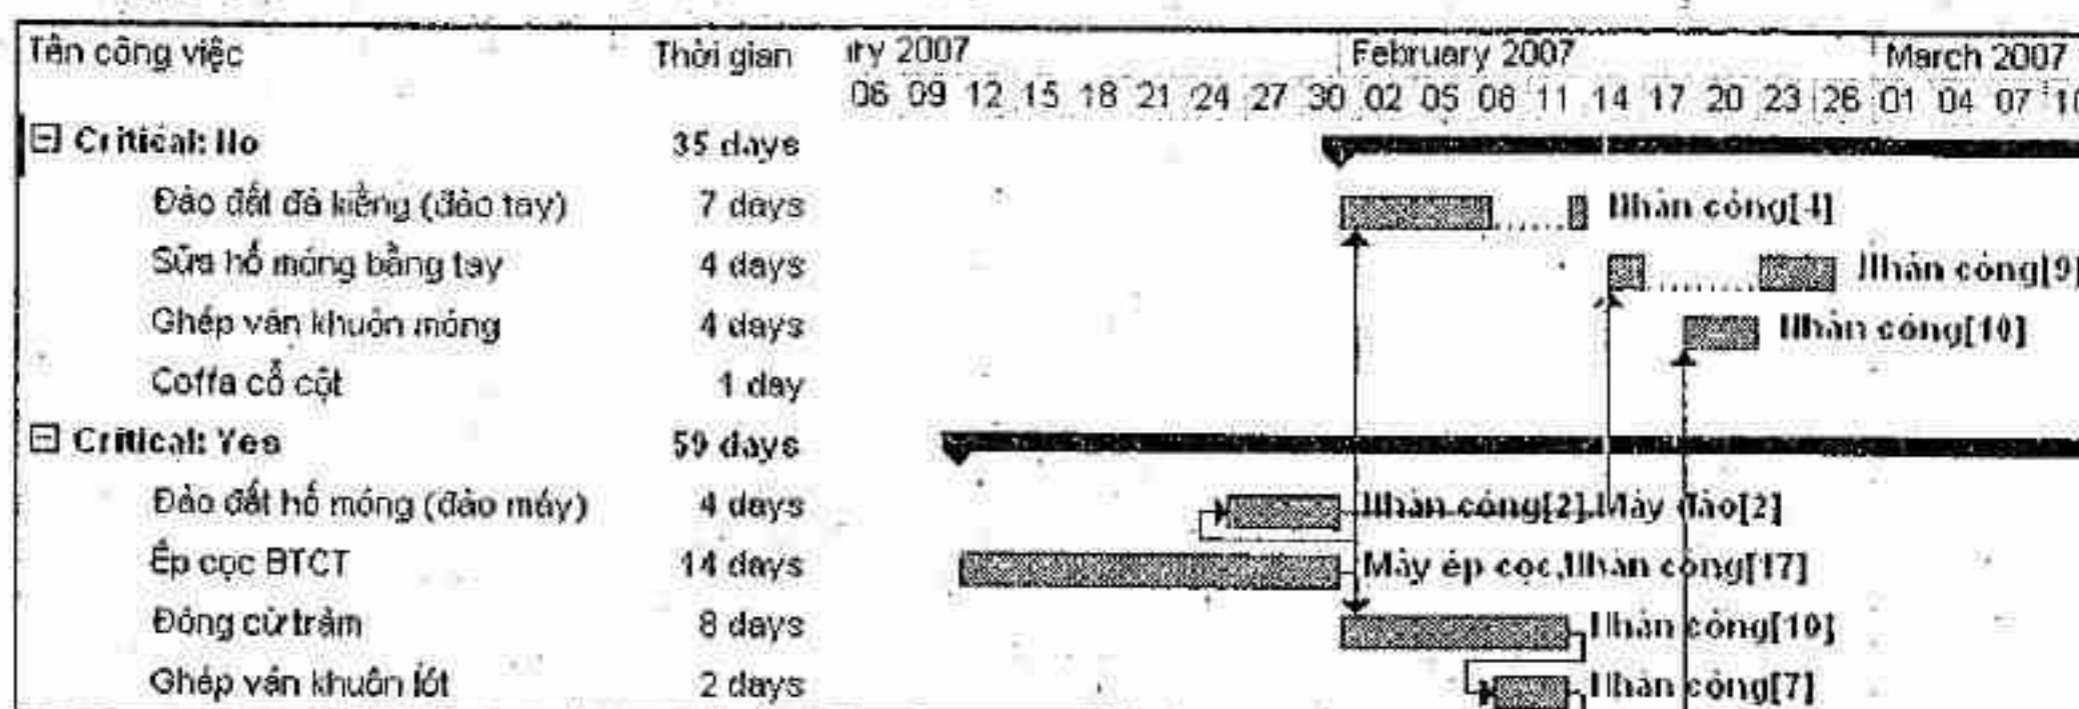 Tên công việc Thời gian ıry 2007 February 2007 March 2007
06 09 12 15 18 21 24 27 30 02 05 08 11 14 17 20 23 26 01 04 07 10
Critical: No 35 days
Đào đất đà kiềng (đào tay) 7 days Nhân công[4]
Sữa hố móng bằng tay 4 days Nhân công[9]
Ghép ván khuôn móng 4 days Nhân công[10]
Coffa cổ cột 1 day
Critical: Yes 59 days
Đào đất hố móng (đào máy) 4 days Nhân công[2],Máy đào[2]
Ép cọc BTCT 14 days Máy ép cọc,Nhân công[17]
Đóng cừ tràm 8 days Nhân công[10]
Ghép ván khuôn lót 2 days Nhân công[7]